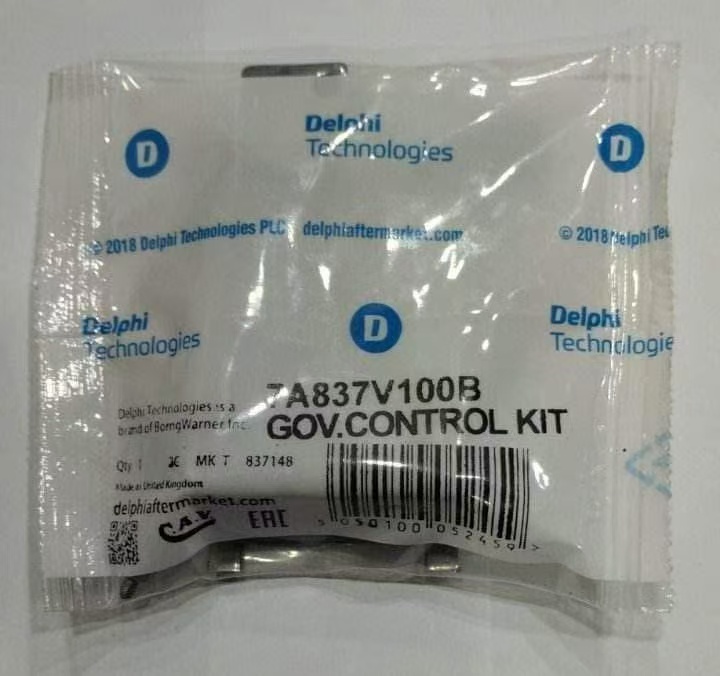 D
Delphi
Technologies
D
© 2018 Delphi Technologies PLC
delphiaftermarket.com
© 2018 Delphi Tec
Delphi
Technologies
D
Delphi
Technologie
7A837V100B
GOV.CONTROL KIT
Delphi Technologies is a
brand of BorngWarner Inc.
Qty 1 MK T 837148
Made in United Kingdom
delphiaftermarket.com
C.A.V
EAC
5 050100 052459 >